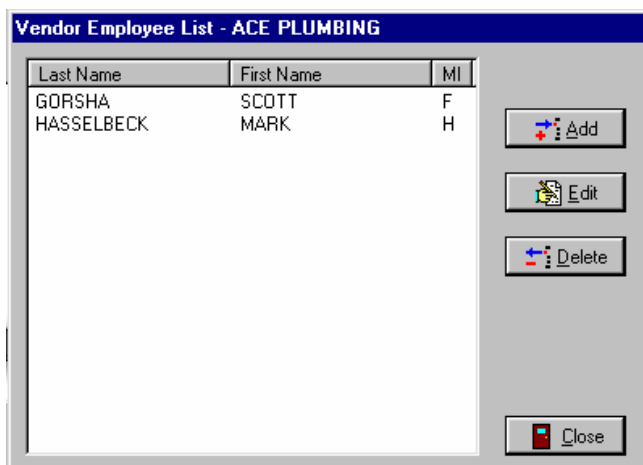 Vendor Employee List - ACE PLUMBING
Last Name First Name MI
GORSHA SCOTT F
HASSELBECK MARK H
Add
Edit
Delete
Close